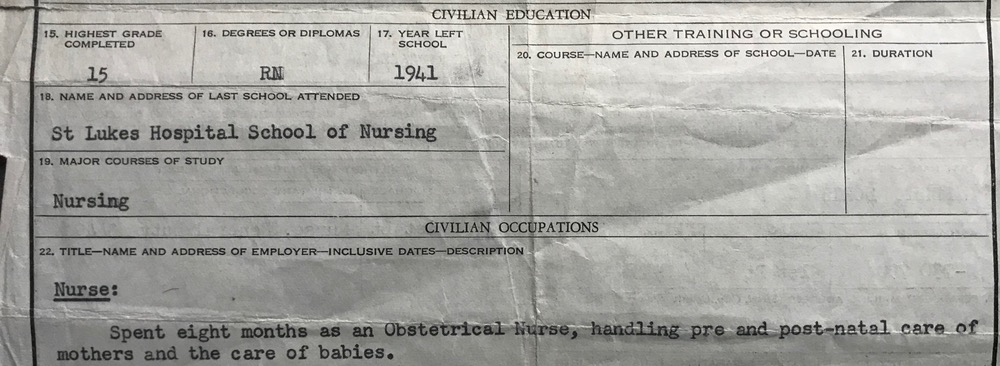 CIVILIAN EDUCATION
15. HIGHEST GRADE COMPLETED
15
16. DEGREES OR DIPLOMAS
RN
17. YEAR LEFT SCHOOL
1941
OTHER TRAINING OR SCHOOLING
20. COURSE—NAME AND ADDRESS OF SCHOOL—DATE
21. DURATION
18. NAME AND ADDRESS OF LAST SCHOOL ATTENDED
St Lukes Hospital School of Nursing
19. MAJOR COURSES OF STUDY
Nursing
CIVILIAN OCCUPATIONS
22. TITLE—NAME AND ADDRESS OF EMPLOYER—INCLUSIVE DATES—DESCRIPTION
Nurse:
Spent eight months as an Obstetrical Nurse, handling pre and post-natal care of
mothers and the care of babies.